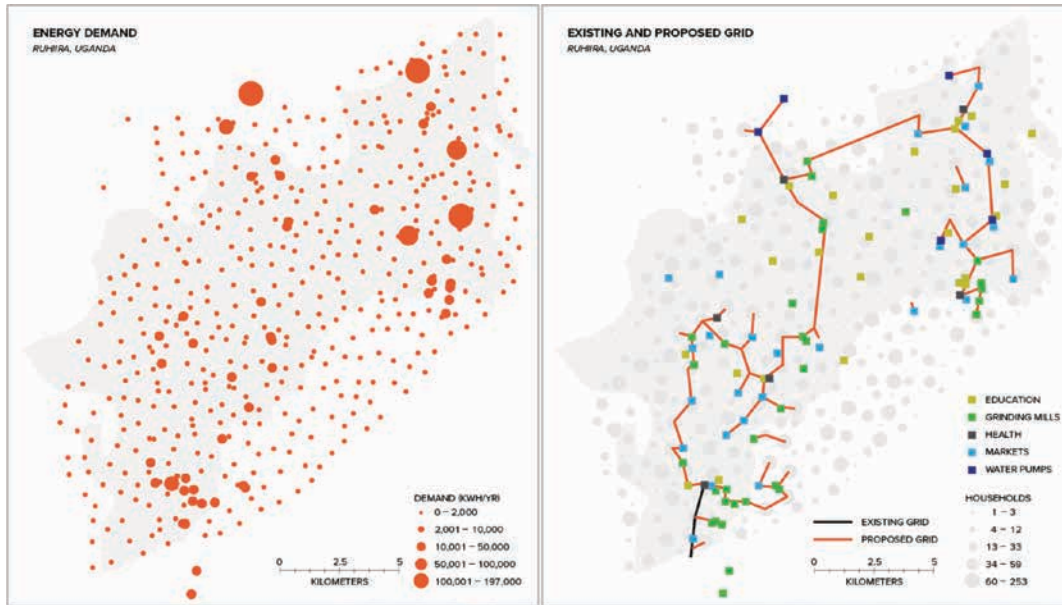 ENERGY DEMAND
RUHIIRA, UGANDA
DEMAND (KWH/YR)
0 – 2,000
2,001 – 10,000
10,001 – 50,000
50,001 – 100,000
100,001 – 197,000
0 2.5 5
KILOMETERS
EXISTING AND PROPOSED GRID
RUHIIRA, UGANDA
EDUCATION
GRINDING MILLS
HEALTH
MARKETS
WATER PUMPS
EXISTING GRID
PROPOSED GRID
HOUSEHOLDS
1 – 3
4 – 12
13 – 33
34 – 59
60 – 253
0 2.5 5
KILOMETERS